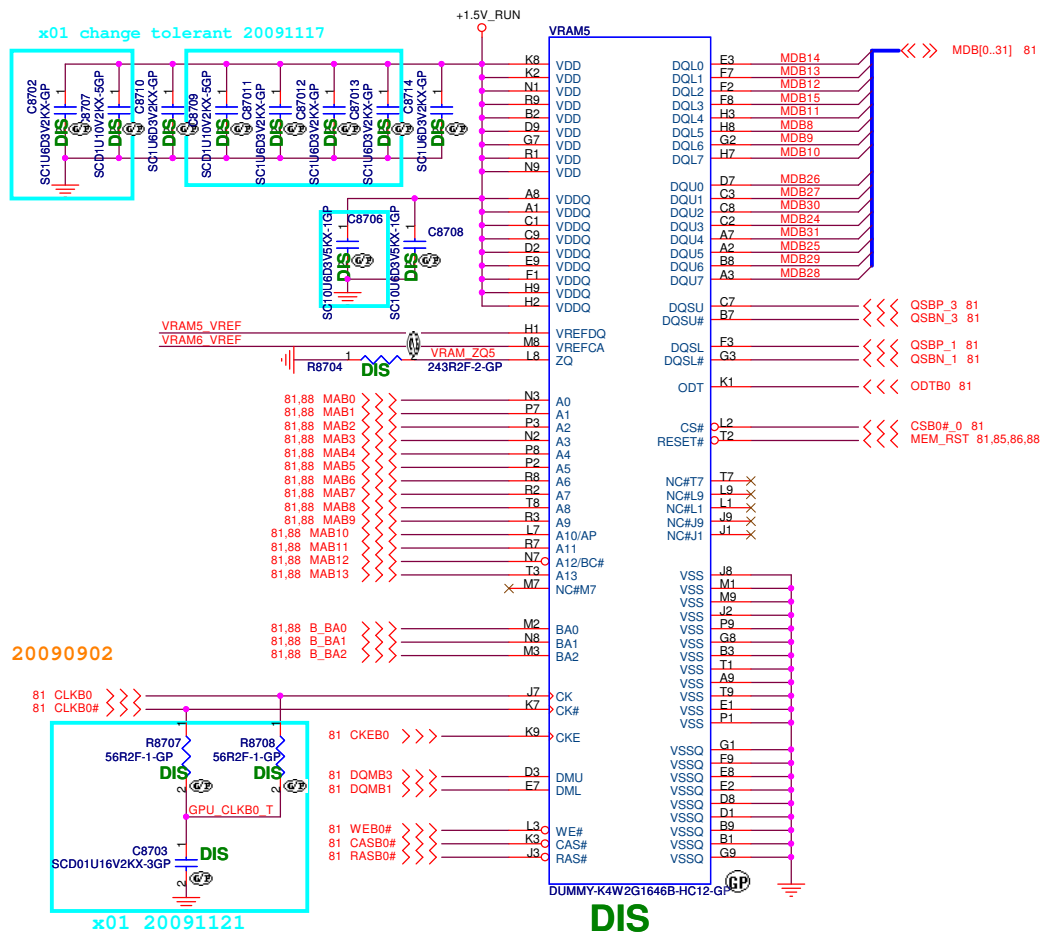 +1.5V_RUN
x01 change tolerant 20091117
VRAM5
C8702
SC1U6D3V2KX-GP
DIS
C8707
SCD1U10V2KX-5GP
C8710
SC1U6D3V2KX-GP
DIS
C8709
SCD1U10V2KX-5GP
DIS
C87011
SC1U6D3V2KX-GP
DIS
C87012
SC1U6D3V2KX-GP
DIS
C87013
SC1U6D3V2KX-GP
DIS
C8714
SC1U6D3V2KX-GP
DIS
K8 VDD
K2 VDD
N1 VDD
R9 VDD
B2 VDD
D9 VDD
G7 VDD
R1 VDD
N9 VDD
A8 VDDQ
A1 VDDQ
C1 VDDQ
C9 VDDQ
D2 VDDQ
E9 VDDQ
F1 VDDQ
H9 VDDQ
H2 VDDQ
C8706
SC10U6D3V5KX-1GP
DIS
C8708
SC10U6D3V5KX-1GP
DIS
VRAM5_VREF H1 VREFDQ
VRAM6_VREF M8 VREFCA
R8704 1 2 VRAM_ZQ5 L8 ZQ
DIS 243R2F-2-GP
81,88 MAB0 N3 A0
81,88 MAB1 P7 A1
81,88 MAB2 P3 A2
81,88 MAB3 N2 A3
81,88 MAB4 P8 A4
81,88 MAB5 P2 A5
81,88 MAB6 R8 A6
81,88 MAB7 R2 A7
81,88 MAB8 T8 A8
81,88 MAB9 R3 A9
81,88 MAB10 L7 A10/AP
81,88 MAB11 R7 A11
81,88 MAB12 N7 A12/BC#
81,88 MAB13 T3 A13
M7 NC#M7
81,88 B_BA0 M2 BA0
81,88 B_BA1 N8 BA1
81,88 B_BA2 M3 BA2
20090902
81 CLKB0 J7 CK
81 CLKB0# K7 CK#
81 CKEB0 K9 CKE
81 DQMB3 D3 DMU
81 DQMB1 E7 DML
81 WEB0# L3 WE#
81 CASB0# K3 CAS#
81 RASB0# J3 RAS#
R8707
56R2F-1-GP
DIS
R8708
56R2F-1-GP
DIS
GPU_CLKB0_T
C8703
DIS
SCD01U16V2KX-3GP
x01 20091121
DQL0 E3 MDB14
DQL1 F7 MDB13
DQL2 F2 MDB12
DQL3 F8 MDB15
DQL4 H3 MDB11
DQL5 H8 MDB8
DQL6 G2 MDB9
DQL7 H7 MDB10
MDB[0..31] 81
DQU0 D7 MDB26
DQU1 C3 MDB27
DQU2 C8 MDB30
DQU3 C2 MDB24
DQU4 A7 MDB31
DQU5 A2 MDB25
DQU6 B8 MDB29
DQU7 A3 MDB28
DQSU C7 QSBP_3 81
DQSU# B7 QSBN_3 81
DQSL F3 QSBP_1 81
DQSL# G3 QSBN_1 81
ODT K1 ODTB0 81
CS# L2 CSB0#_0 81
RESET# T2 MEM_RST 81,85,86,88
NC#T7 T7
NC#L9 L9
NC#L1 L1
NC#J9 J9
NC#J1 J1
VSS J8
VSS M1
VSS M9
VSS J2
VSS P9
VSS G8
VSS B3
VSS T1
VSS A9
VSS T9
VSS E1
VSS P1
VSSQ G1
VSSQ F9
VSSQ E8
VSSQ E2
VSSQ D8
VSSQ D1
VSSQ B9
VSSQ B1
VSSQ G9
DUMMY-K4W2G1646B-HC12-GP
GP
DIS